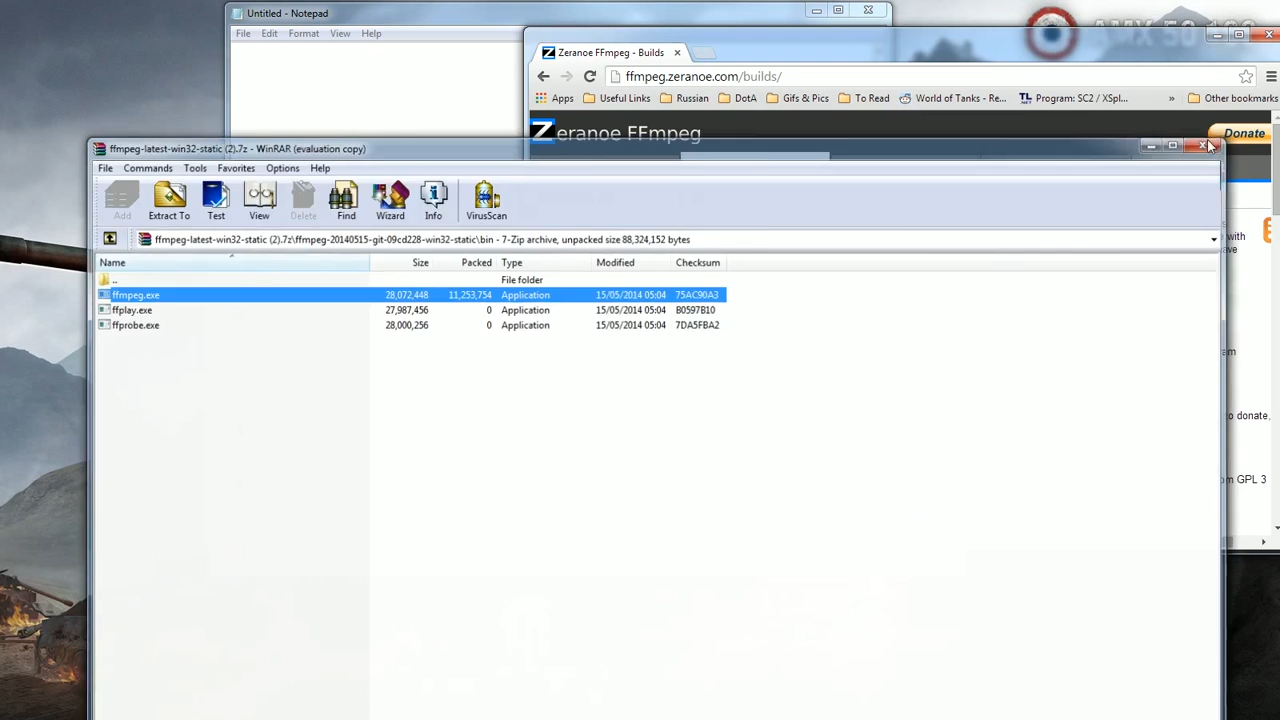 Untitled - Notepad
File Edit Format View Help
AMX 50 100
Zeranoe FFmpeg - Builds
ffmpeg.zeranoe.com/builds/
Apps Useful Links Russian DotA Gifs & Pics To Read World of Tanks - Re... Program: SC2 / XSpl... » Other bookmarks
Zeranoe FFmpeg
Donate
ffmpeg-latest-win32-static (2).7z - WinRAR (evaluation copy)
File Commands Tools Favorites Options Help
Add Extract To Test View Delete Find Wizard Info VirusScan
ffmpeg-latest-win32-static (2).7z\ffmpeg-20140515-git-09cd228-win32-static\bin - 7-Zip archive, unpacked size 88,324,152 bytes
Name Size Packed Type Modified Checksum
.. File folder
ffmpeg.exe 28,072,448 11,253,754 Application 15/05/2014 05:04 75AC90A3
ffplay.exe 27,987,456 0 Application 15/05/2014 05:04 B0597B10
ffprobe.exe 28,000,256 0 Application 15/05/2014 05:04 7DA5FBA2
with
to donate,
GPL 3